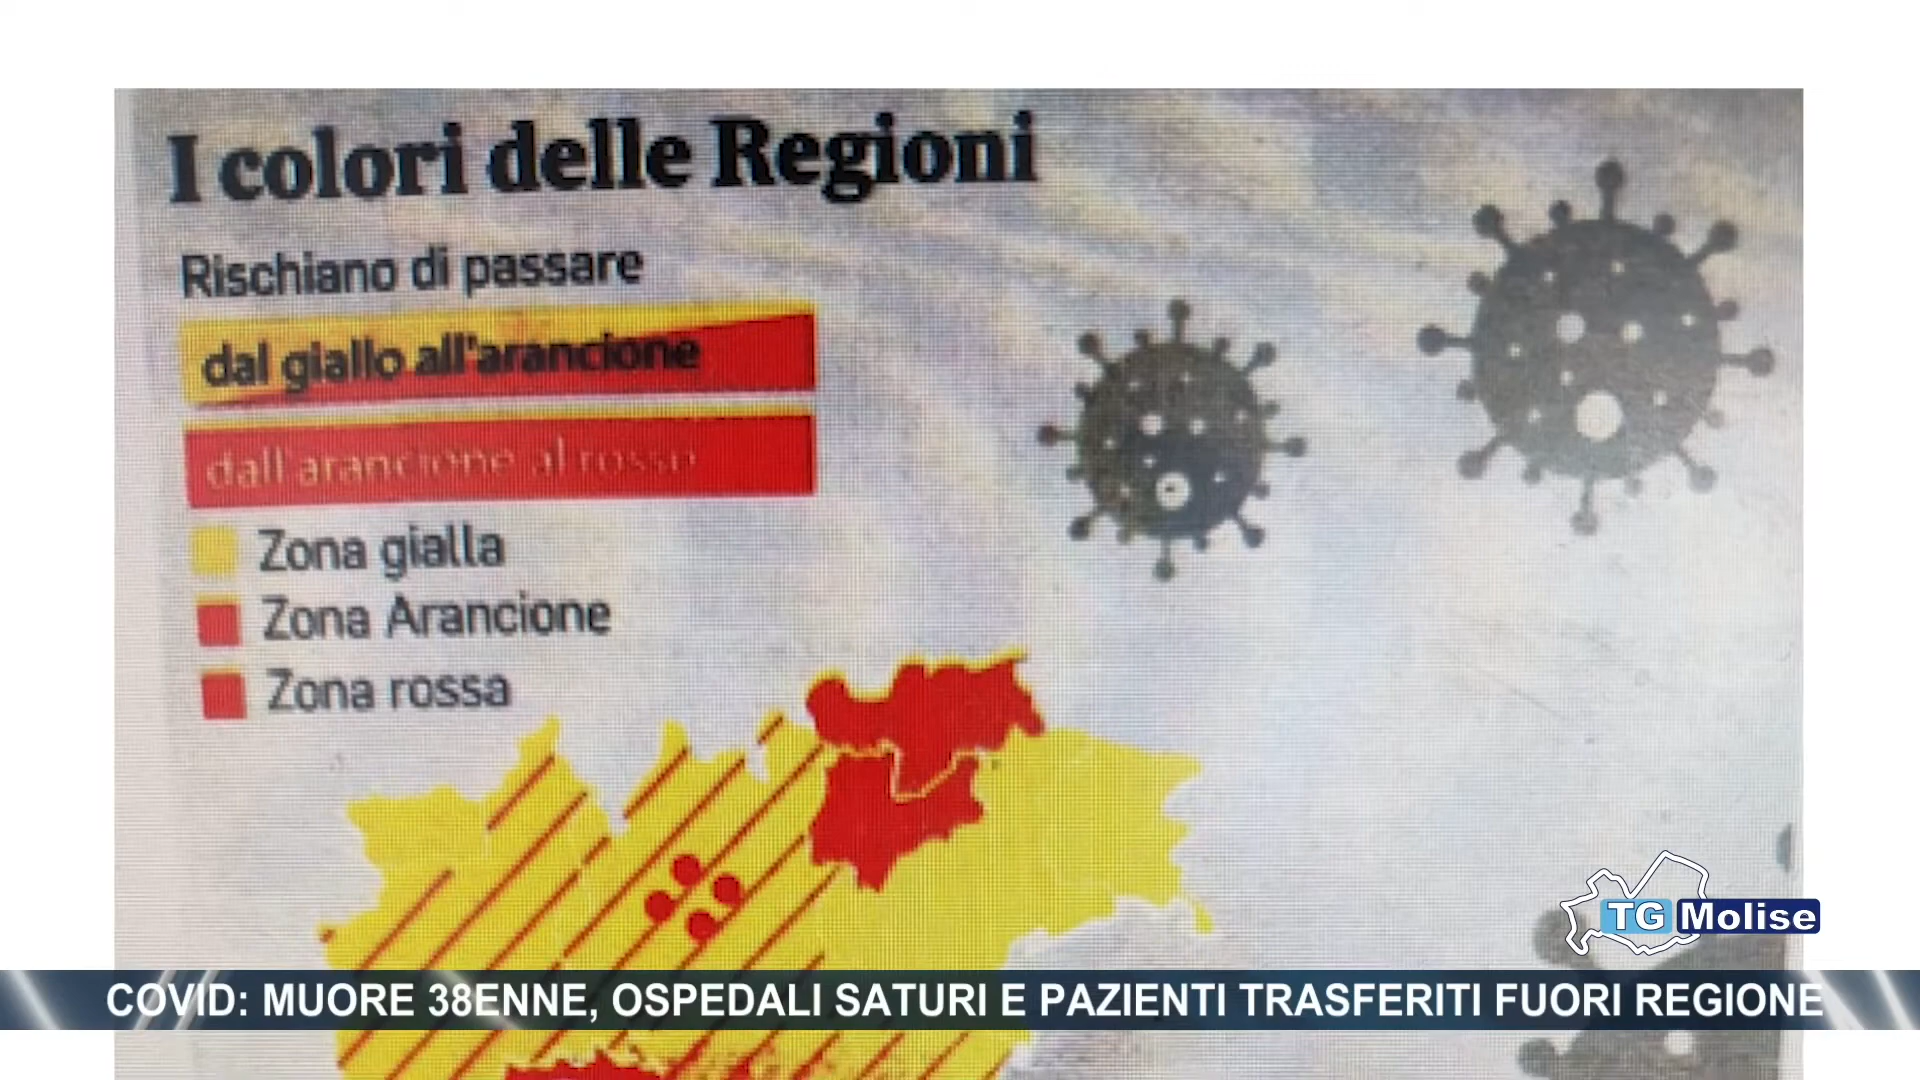 I colori delle Regioni
Rischiano di passare
dal giallo all'arancione
dall'arancione al rosso
Zona gialla
Zona Arancione
Zona rossa
TG Molise
COVID: MUORE 38ENNE, OSPEDALI SATURI E PAZIENTI TRASFERITI FUORI REGIONE